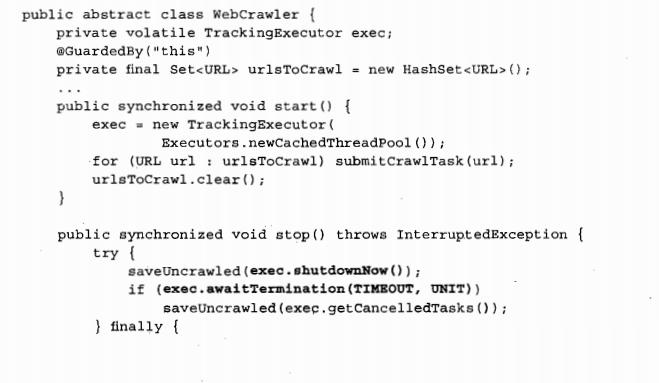 public abstract class WebCrawler {
private volatile TrackingExecutor exec;
@GuardedBy("this")
private final Set<URL> urlsToCrawl = new HashSet<URL>();
...
public synchronized void start() {
exec = new TrackingExecutor(
Executors.newCachedThreadPool());
for (URL url : urlsToCrawl) submitCrawlTask(url);
urlsToCrawl.clear();
}
public synchronized void stop() throws InterruptedException {
try {
saveUncrawled(exec.shutdownNow());
if (exec.awaitTermination(TIMEOUT, UNIT))
saveUncrawled(exec.getCancelledTasks());
} finally {